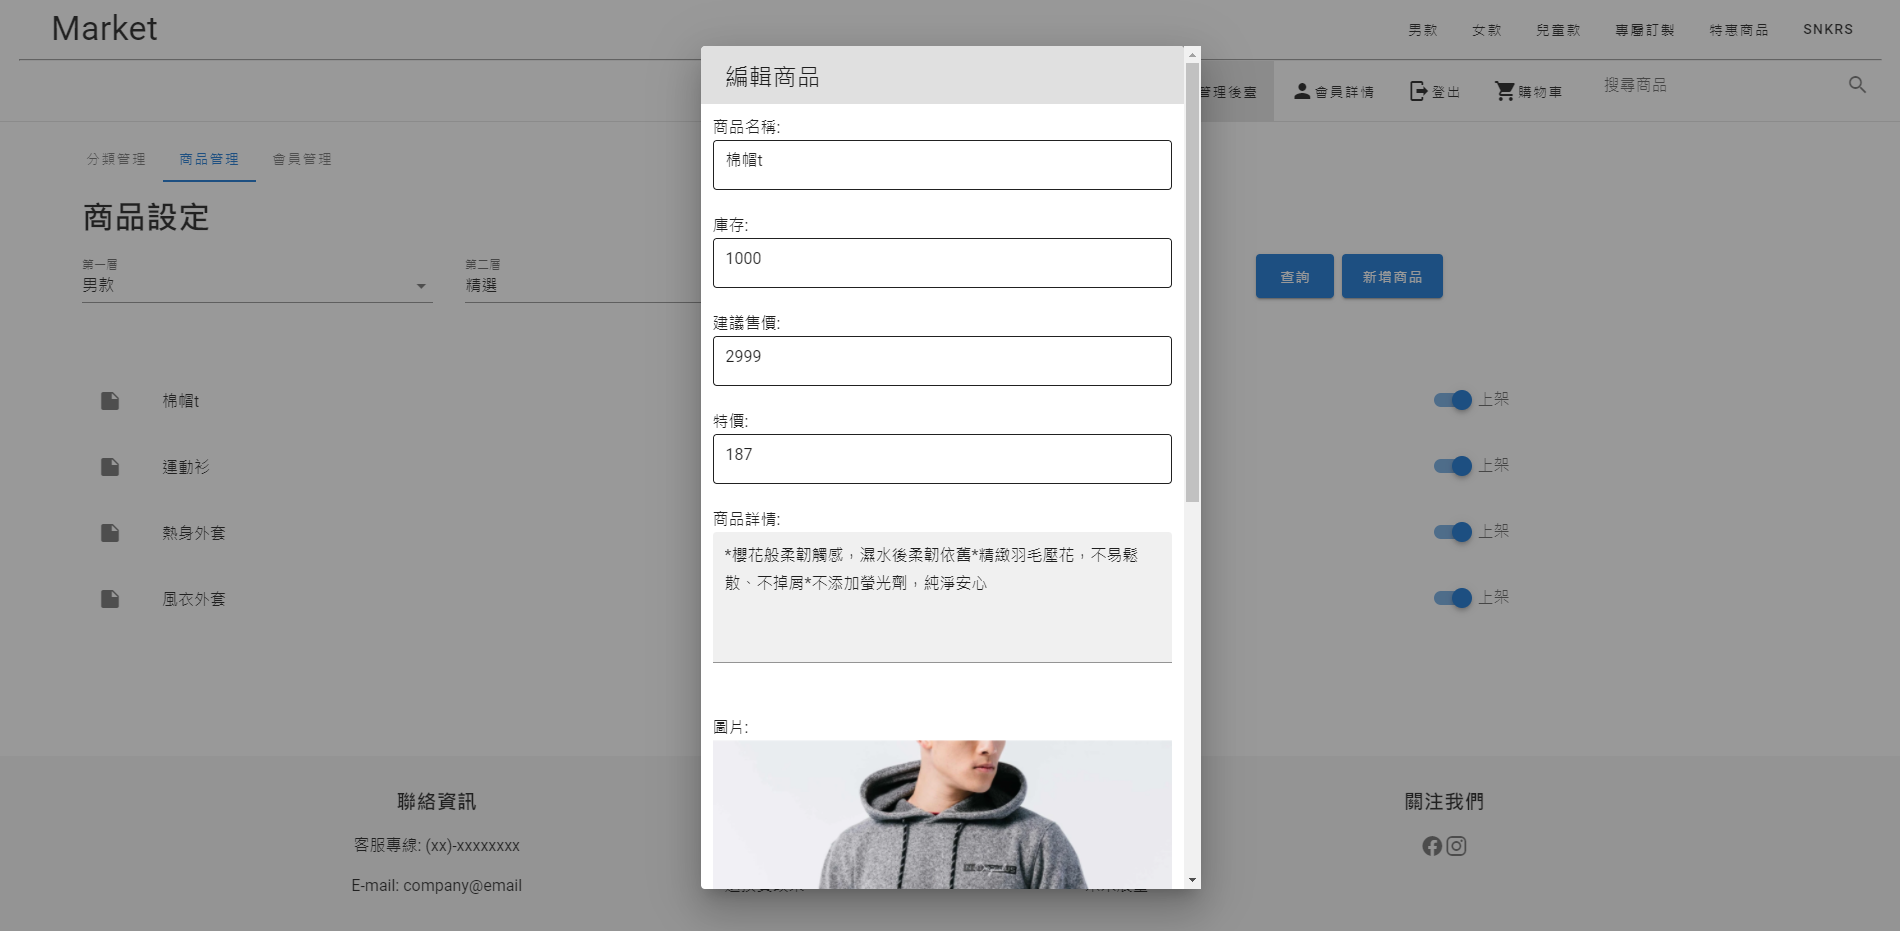 Market
男款
女款
兒童款
專屬訂製
特惠商品
SNKRS
管理後臺
會員詳情
登出
購物車
搜尋商品
分類管理
商品管理
會員管理
商品設定
第一層
男款
第二層
精選
查詢
新增商品
棉帽t
上架
運動衫
上架
熱身外套
上架
風衣外套
上架
編輯商品
商品名稱:
棉帽t
庫存:
1000
建議售價:
2999
特價:
187
商品詳情:
*櫻花般柔韌觸感，濕水後柔韌依舊*精緻羽毛壓花，不易鬆
散、不掉屑*不添加螢光劑，純淨安心
圖片:
聯絡資訊
客服專線: (xx)-xxxxxxxx
E-mail: company@email
關注我們